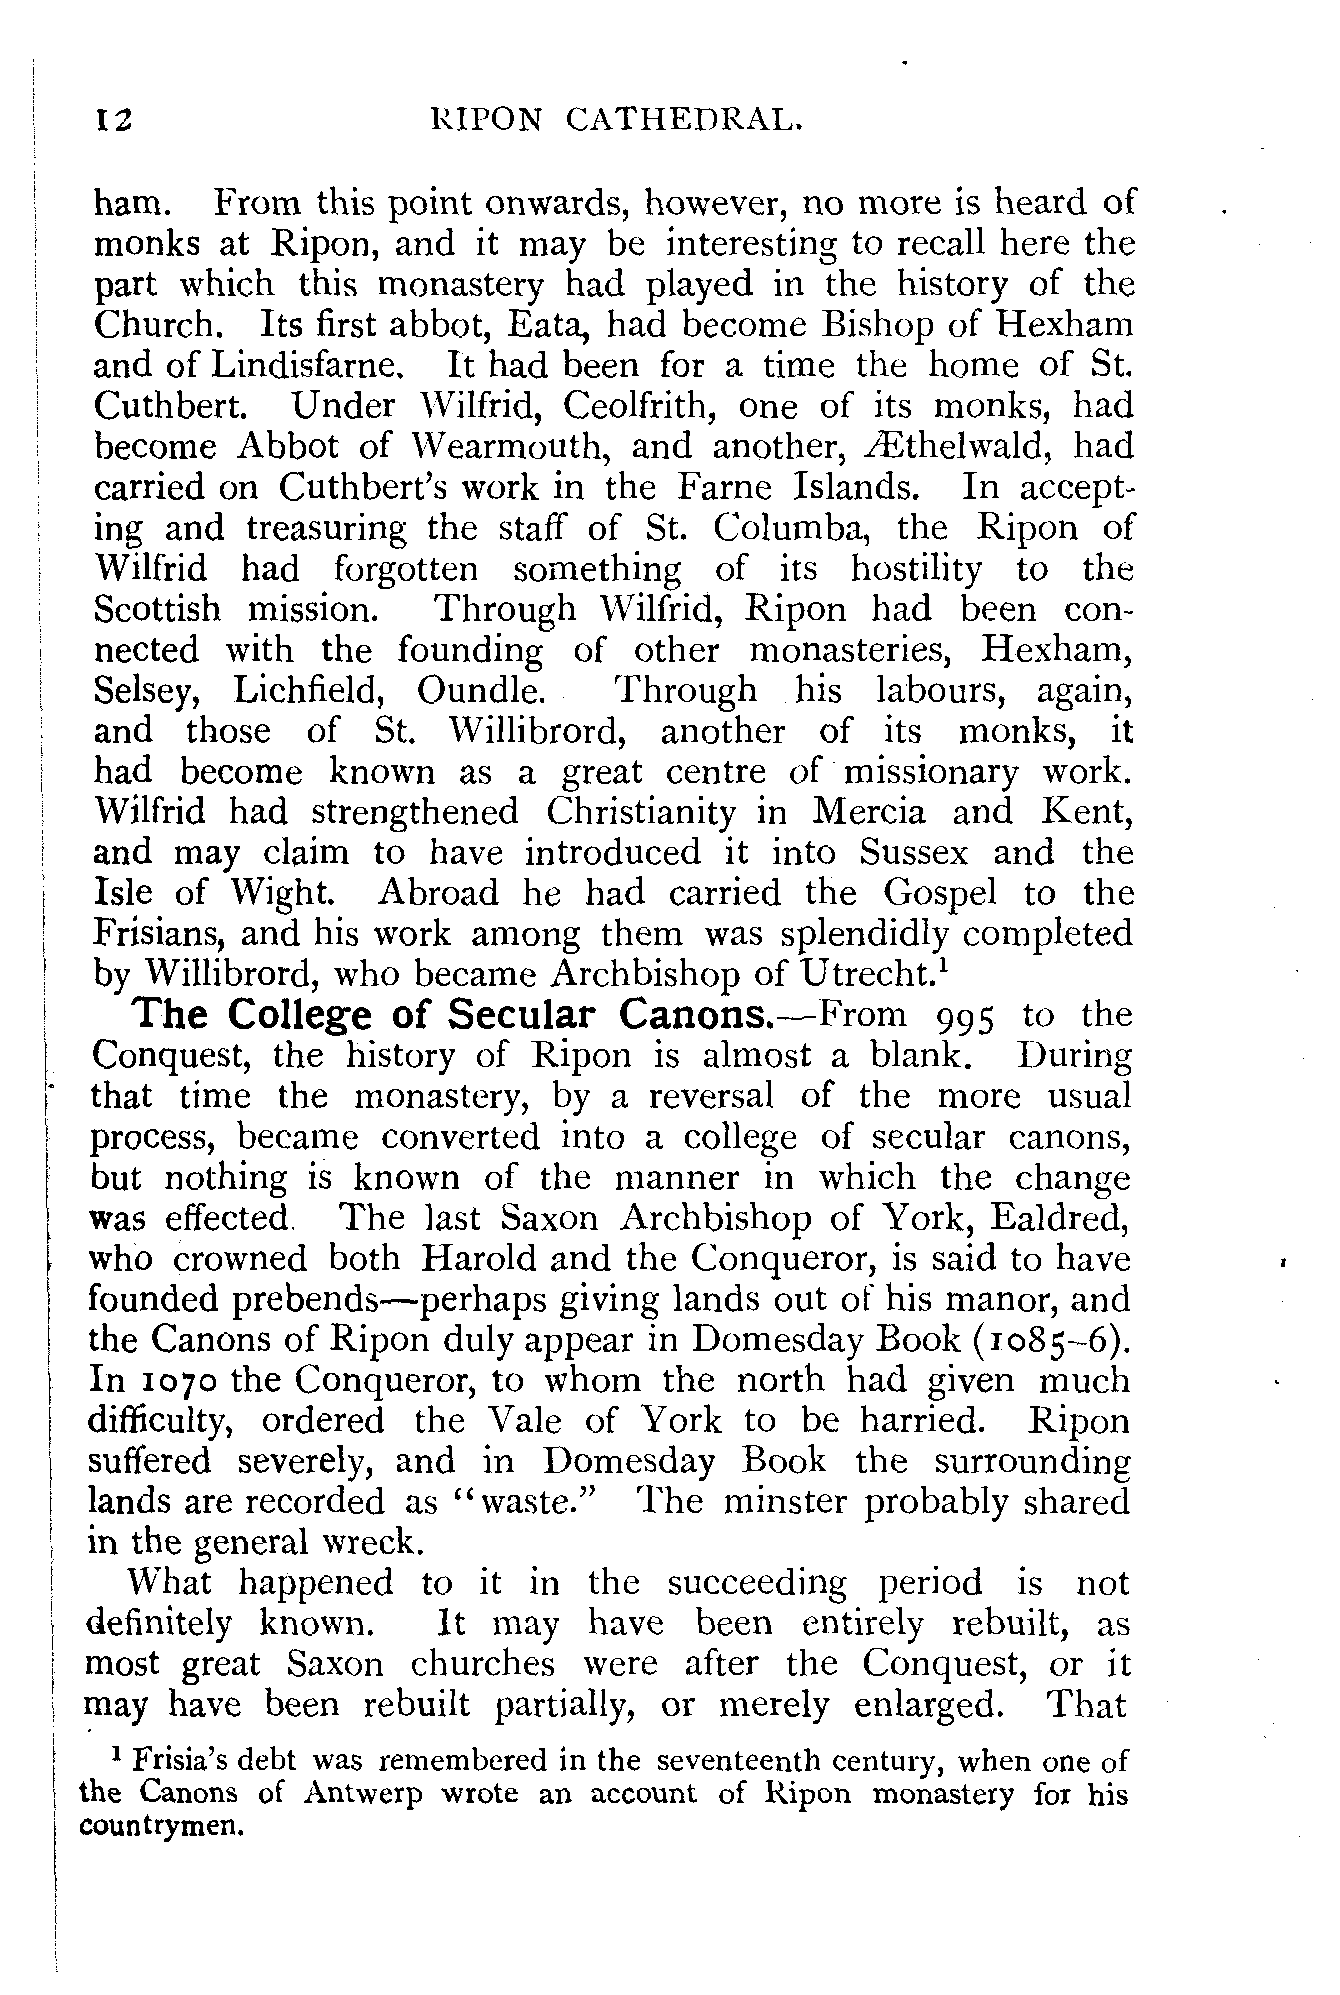 12 RIPON CATHEDRAL.
ham. From this point onwards, however, no more is heard of
monks at Ripon, and it may be interesting to recall here the
part which this monastery had played in the history of the
Church. Its first abbot, Eata, had become Bishop of Hexham
and of Lindisfarne. It had been for a time the home of St.
Cuthbert. Under Wilfrid, Ceolfrith, one of its monks, had
become Abbot of Wearmouth, and another, Æthelwald, had
carried on Cuthbert's work in the Farne Islands. In accept-
ing and treasuring the staff of St. Columba, the Ripon of
Wilfrid had forgotten something of its hostility to the
Scottish mission. Through Wilfrid, Ripon had been con-
nected with the founding of other monasteries, Hexham,
Selsey, Lichfield, Oundle. Through his labours, again,
and those of St. Willibrord, another of its monks, it
had become known as a great centre of missionary work.
Wilfrid had strengthened Christianity in Mercia and Kent,
and may claim to have introduced it into Sussex and the
Isle of Wight. Abroad he had carried the Gospel to the
Frisians, and his work among them was splendidly completed
by Willibrord, who became Archbishop of Utrecht.¹
The College of Secular Canons.—From 995 to the
Conquest, the history of Ripon is almost a blank. During
that time the monastery, by a reversal of the more usual
process, became converted into a college of secular canons,
but nothing is known of the manner in which the change
was effected. The last Saxon Archbishop of York, Ealdred,
who crowned both Harold and the Conqueror, is said to have
founded prebends—perhaps giving lands out of his manor, and
the Canons of Ripon duly appear in Domesday Book (1085–6).
In 1070 the Conqueror, to whom the north had given much
difficulty, ordered the Vale of York to be harried. Ripon
suffered severely, and in Domesday Book the surrounding
lands are recorded as "waste." The minster probably shared
in the general wreck.
What happened to it in the succeeding period is not
definitely known. It may have been entirely rebuilt, as
most great Saxon churches were after the Conquest, or it
may have been rebuilt partially, or merely enlarged. That
¹ Frisia's debt was remembered in the seventeenth century, when one of
the Canons of Antwerp wrote an account of Ripon monastery for his
countrymen.